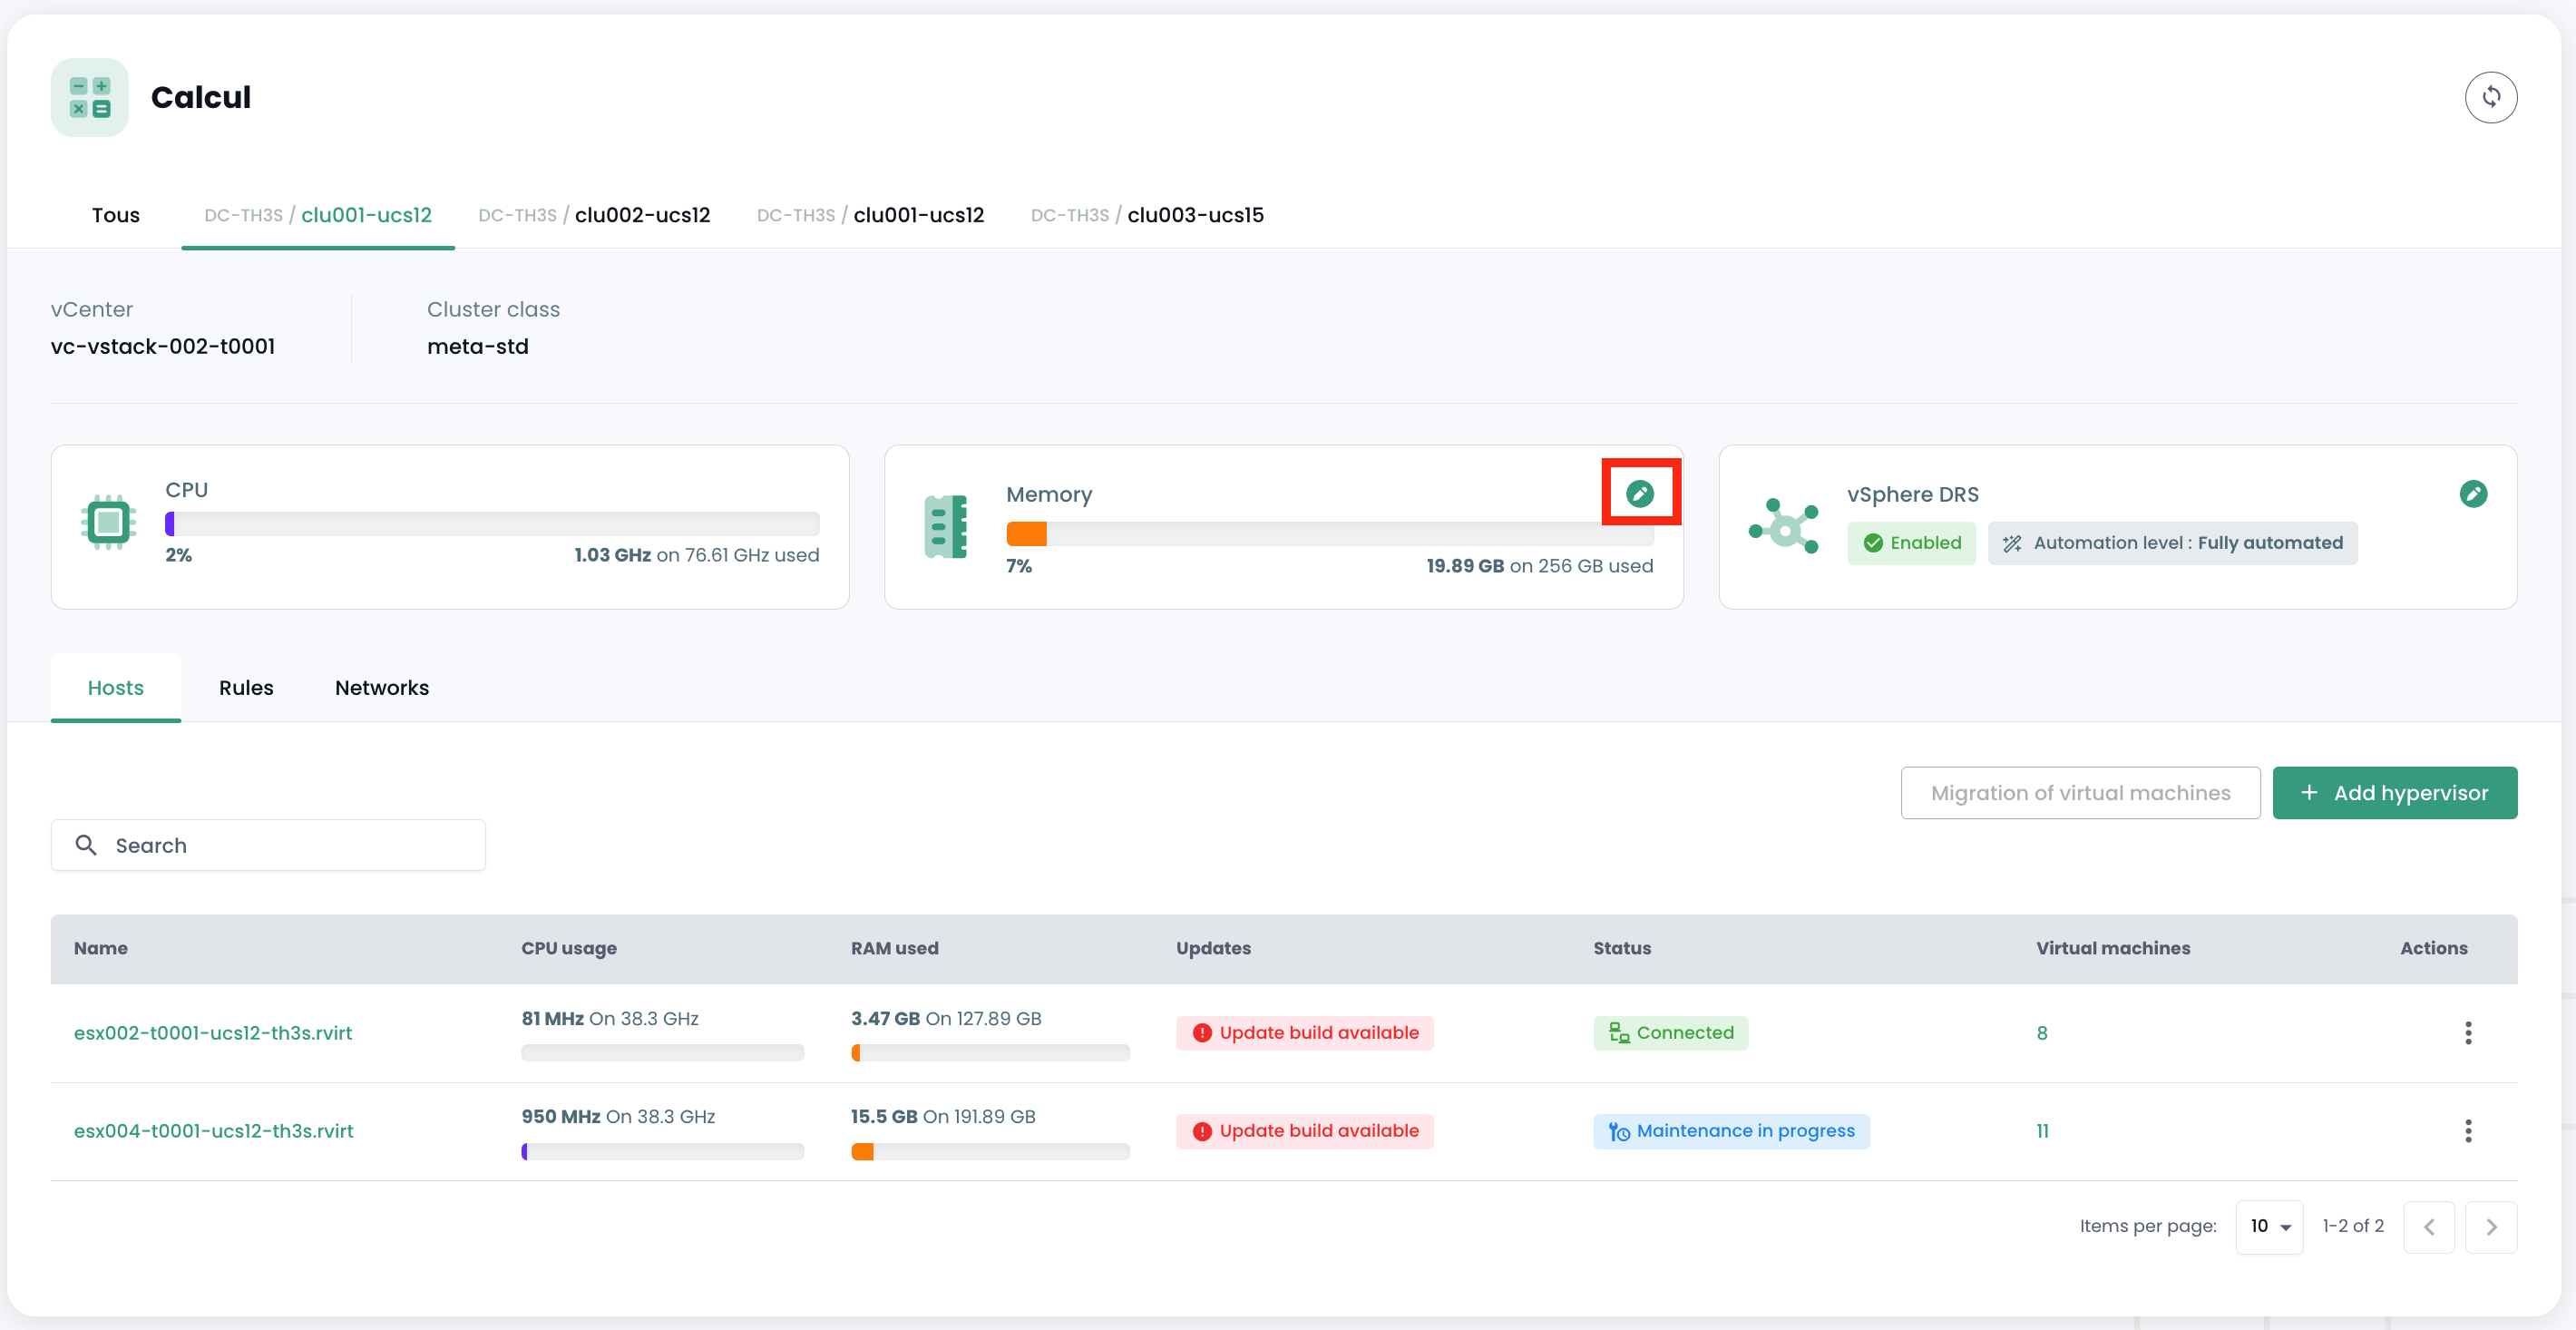 Calcul
Tous DC-TH3S / clu001-ucs12 DC-TH3S / clu002-ucs12 DC-TH3S / clu001-ucs12 DC-TH3S / clu003-ucs15
vCenter Cluster class
vc-vstack-002-t0001 meta-std
CPU
2% 1.03 GHz on 76.61 GHz used
Memory
7% 19.89 GB on 256 GB used
vSphere DRS
Enabled Automation level : Fully automated
Hosts Rules Networks
Migration of virtual machines + Add hypervisor
Search
Name CPU usage RAM used Updates Status Virtual machines Actions
esx002-t0001-ucs12-th3s.rvirt 81 MHz On 38.3 GHz 3.47 GB On 127.89 GB Update build available Connected 8
esx004-t0001-ucs12-th3s.rvirt 950 MHz On 38.3 GHz 15.5 GB On 191.89 GB Update build available Maintenance in progress 11
Items per page: 10 1-2 of 2